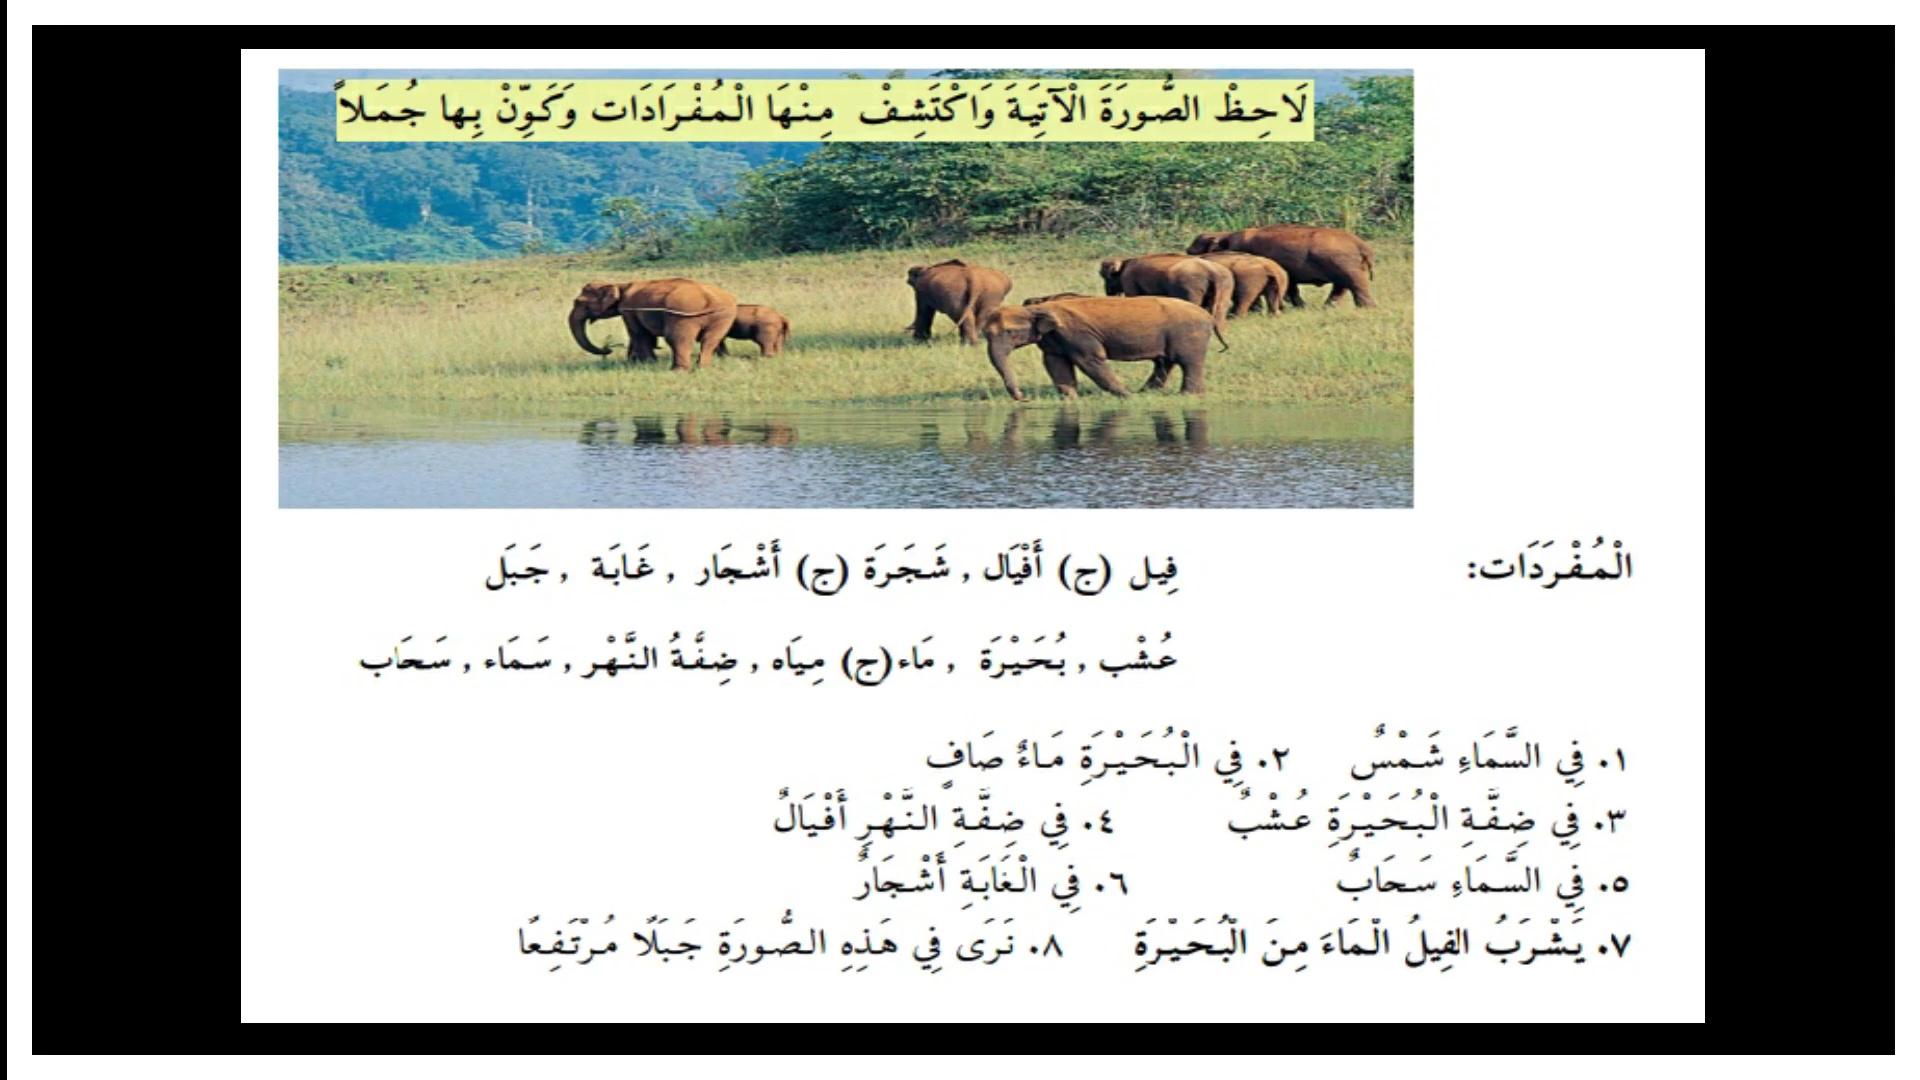 لَاحِظْ الصُّورَةَ الْآتِيَةَ وَاكْتَشِفْ مِنْهَا الْمُفْرَادَات وَكَوِّنْ بِها جُمَلاً
الْمُفْرَدَات: فِيل (ج) أَفْيَال , شَجَرَة (ج) أَشْجَار , غَابَة , جَبَل
عُشْب , بُحَيْرَة , مَاء(ج) مِيَاه , ضِفَّةُ النَّهْر , سَمَاء , سَحَاب
١. فِي السَّمَاءِ شَمْسٌ ٢. فِي الْبُحَيْرَةِ مَاءٌ صَافٍ
٣. فِي ضِفَّةِ الْبُحَيْرَةِ عُشْبٌ ٤. فِي ضِفَّةِ النَّهْرِ أَفْيَالٌ
٥. فِي السَّمَاءِ سَحَابٌ ٦. فِي الْغَابَةِ أَشْجَارٌ
٧. يَشْرَبُ الفِيلُ الْمَاءَ مِنَ الْبُحَيْرَةِ ٨. نَرَى فِي هَذِهِ الصُّورَةِ جَبَلًا مُرْتَفِعًا